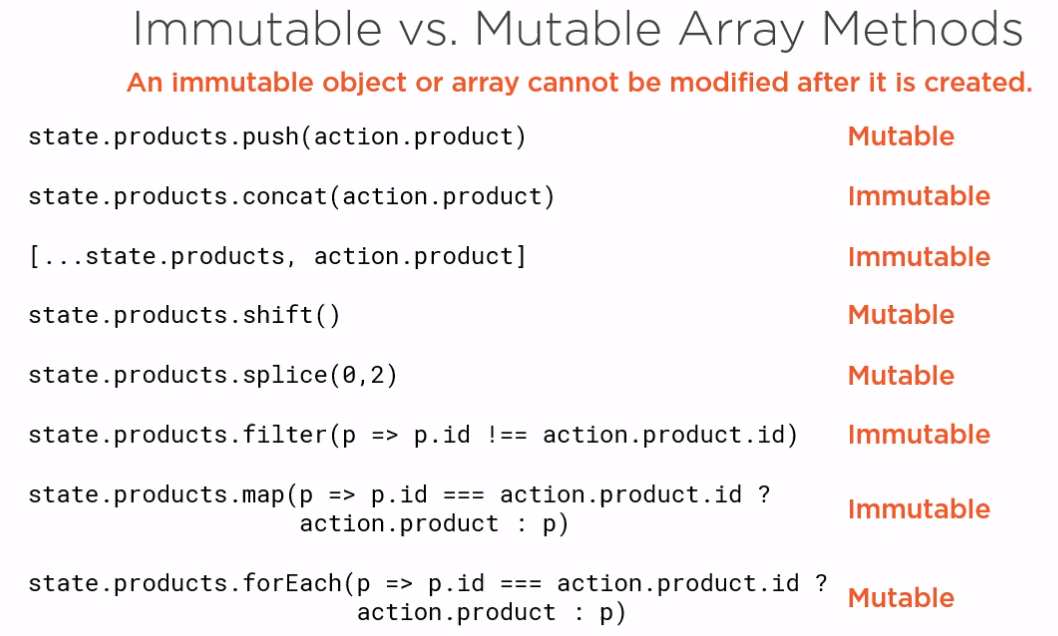 Immutable vs. Mutable Array Methods
An immutable object or array cannot be modified after it is created.
state.products.push(action.product) Mutable
state.products.concat(action.product) Immutable
[...state.products, action.product] Immutable
state.products.shift() Mutable
state.products.splice(0,2) Mutable
state.products.filter(p => p.id !== action.product.id) Immutable
state.products.map(p => p.id === action.product.id ?
action.product : p) Immutable
state.products.forEach(p => p.id === action.product.id ?
action.product : p) Mutable